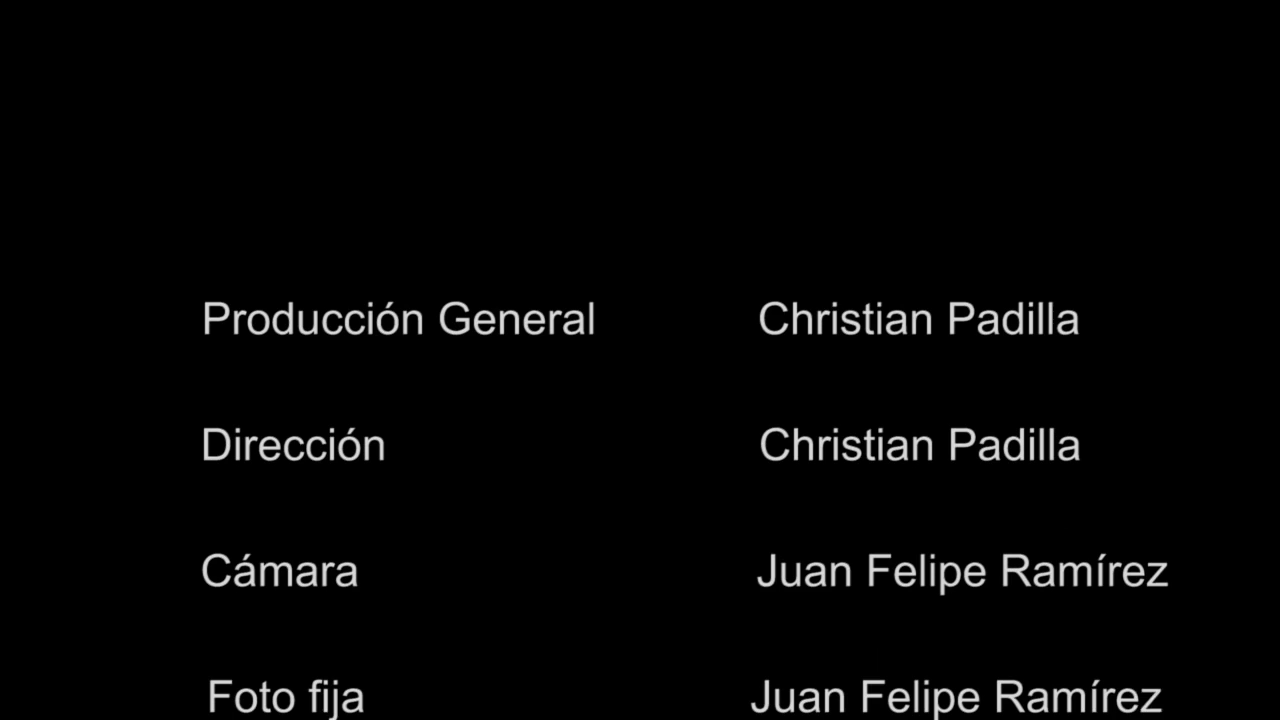 Producción General Christian Padilla
Dirección Christian Padilla
Cámara Juan Felipe Ramírez
Foto fija Juan Felipe Ramírez